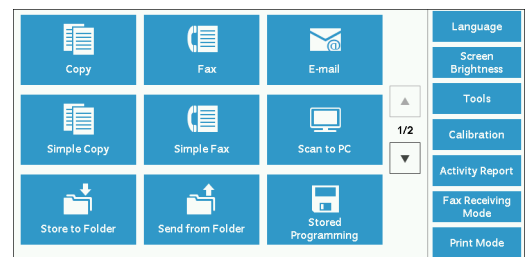 Copy
Fax
E-mail
Simple Copy
Simple Fax
Scan to PC
Store to Folder
Send from Folder
Stored
Programming
1/2
Language
Screen
Brightness
Tools
Calibration
Activity Report
Fax Receiving
Mode
Print Mode